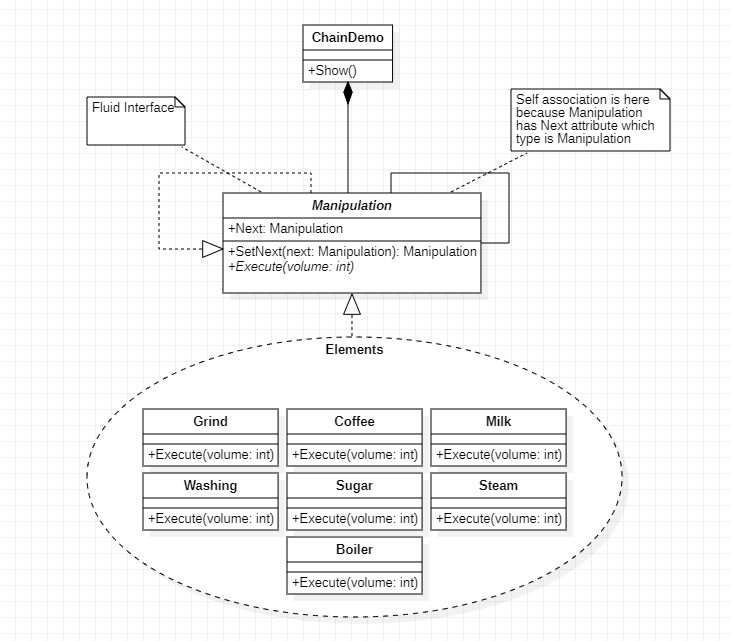 ChainDemo
+Show()
Fluid Interface
Self association is here
because Manipulation
has Next attribute which
type is Manipulation
Manipulation
+Next: Manipulation
+SetNext(next: Manipulation): Manipulation
+Execute(volume: int)
Elements
Grind
+Execute(volume: int)
Coffee
+Execute(volume: int)
Milk
+Execute(volume: int)
Washing
+Execute(volume: int)
Sugar
+Execute(volume: int)
Steam
+Execute(volume: int)
Boiler
+Execute(volume: int)